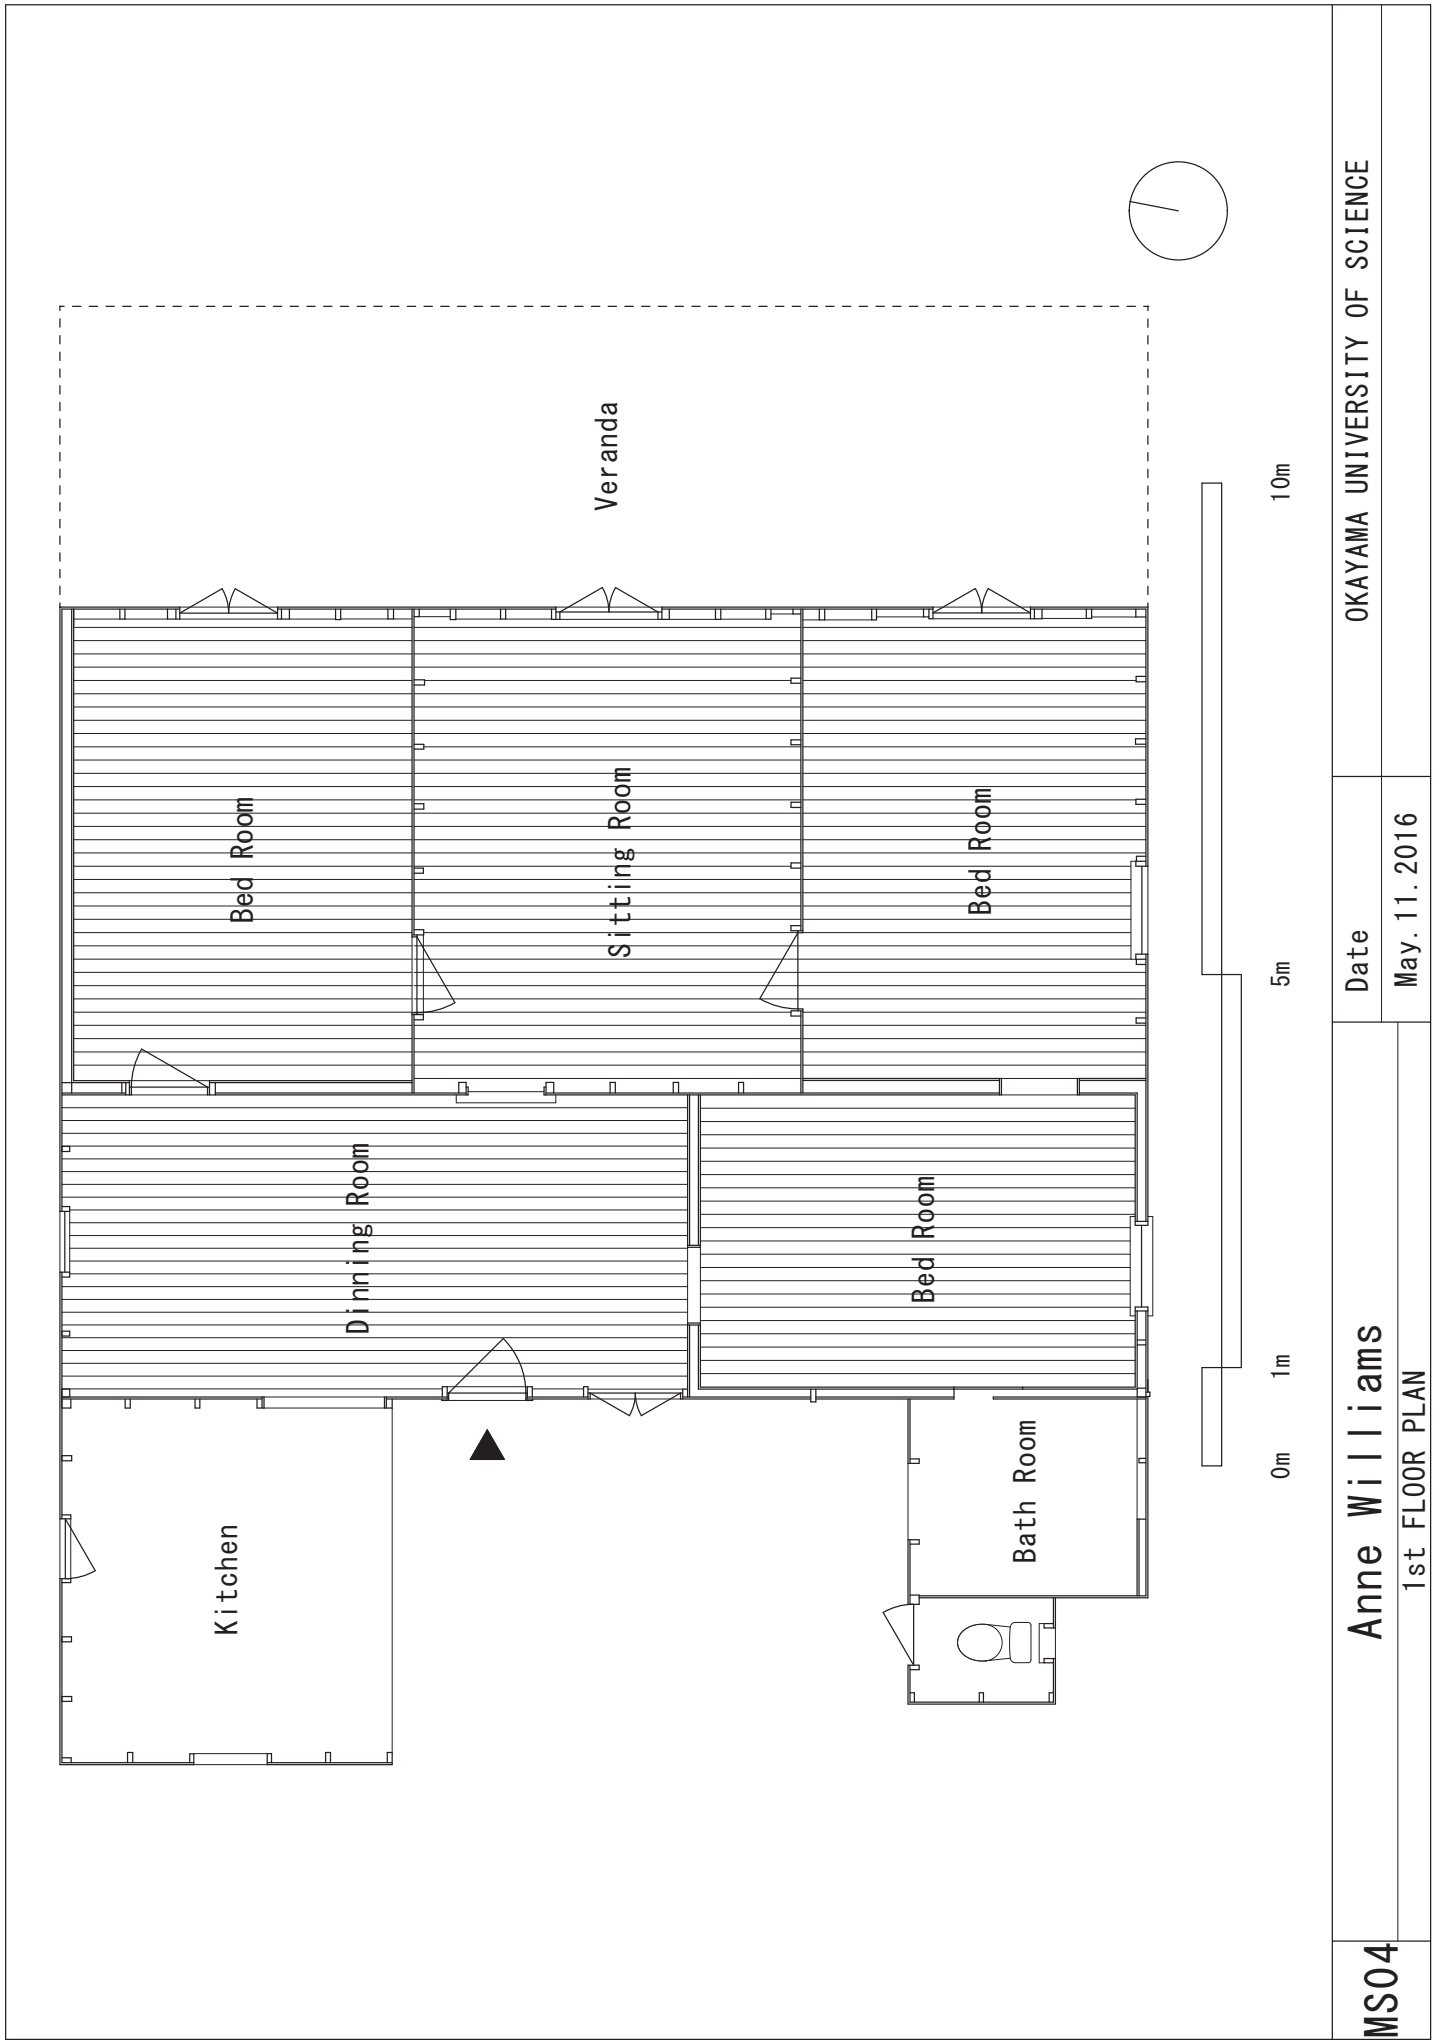 Veranda
Bed Room
Sitting Room
Bed Room
Dinning Room
Bed Room
Kitchen
Bath Room
0m
1m
5m
10m
MS04
Anne Williams
1st FLOOR PLAN
Date
May. 11. 2016
OKAYAMA UNIVERSITY OF SCIENCE